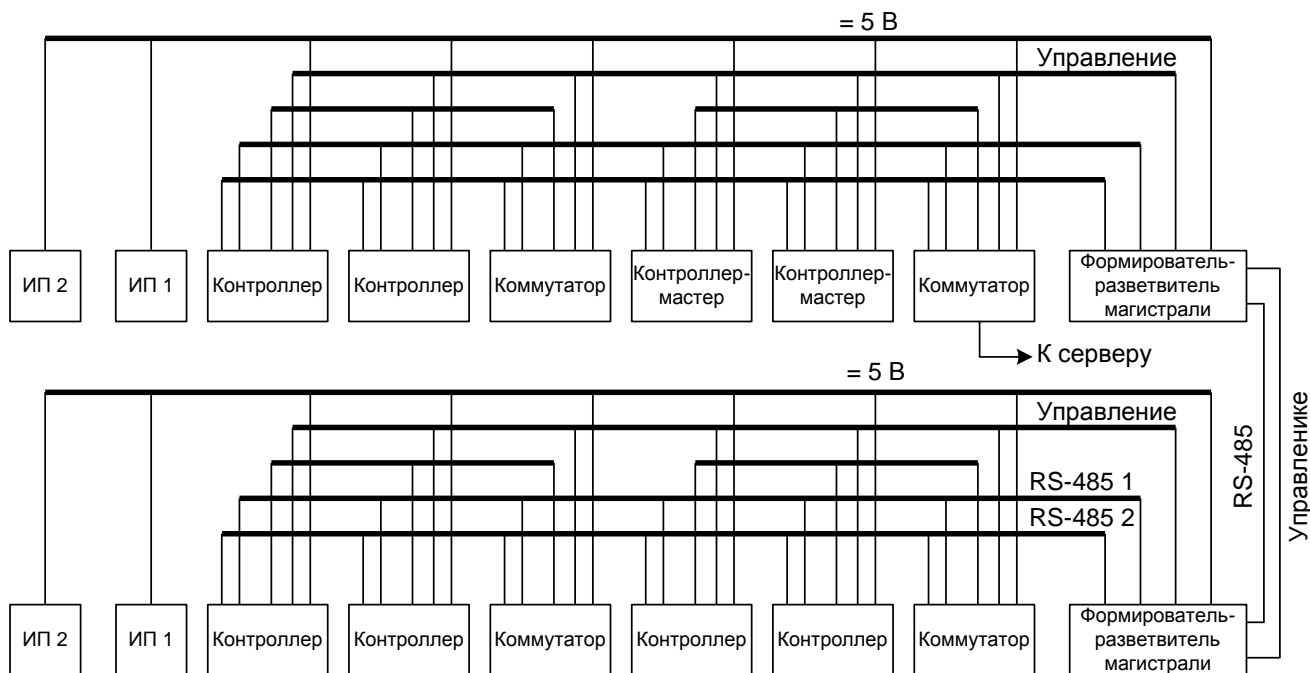 = 5 В
Управление
ИП 2
ИП 1
Контроллер
Контроллер
Коммутатор
Контроллер-
мастер
Контроллер-
мастер
Коммутатор
Формирователь-
разветвитель
магистрали
К серверу
= 5 В
Управление
RS-485 1
RS-485 2
RS-485
Управленике
ИП 2
ИП 1
Контроллер
Контроллер
Коммутатор
Контроллер
Контроллер
Коммутатор
Формирователь-
разветвитель
магистрали